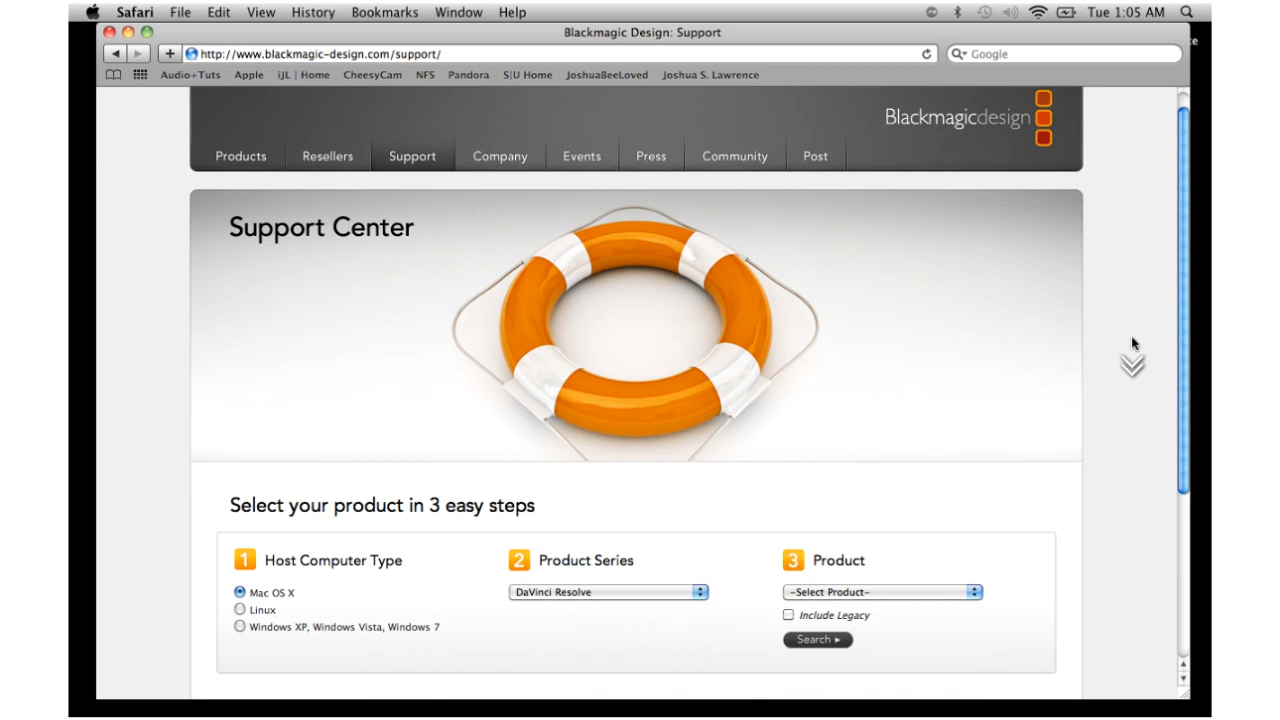 Safari File Edit View History Bookmarks Window Help Tue 1:05 AM
Blackmagic Design: Support
http://www.blackmagic-design.com/support/ Google
Audio+Tuts Apple iJL | Home CheesyCam NFS Pandora S|U Home JoshuaBeeLoved Joshua S. Lawrence
Blackmagicdesign
Products Resellers Support Company Events Press Community Post
Support Center
Select your product in 3 easy steps
1 Host Computer Type 2 Product Series 3 Product
Mac OS X DaVinci Resolve -Select Product-
Linux Include Legacy
Windows XP, Windows Vista, Windows 7
Search